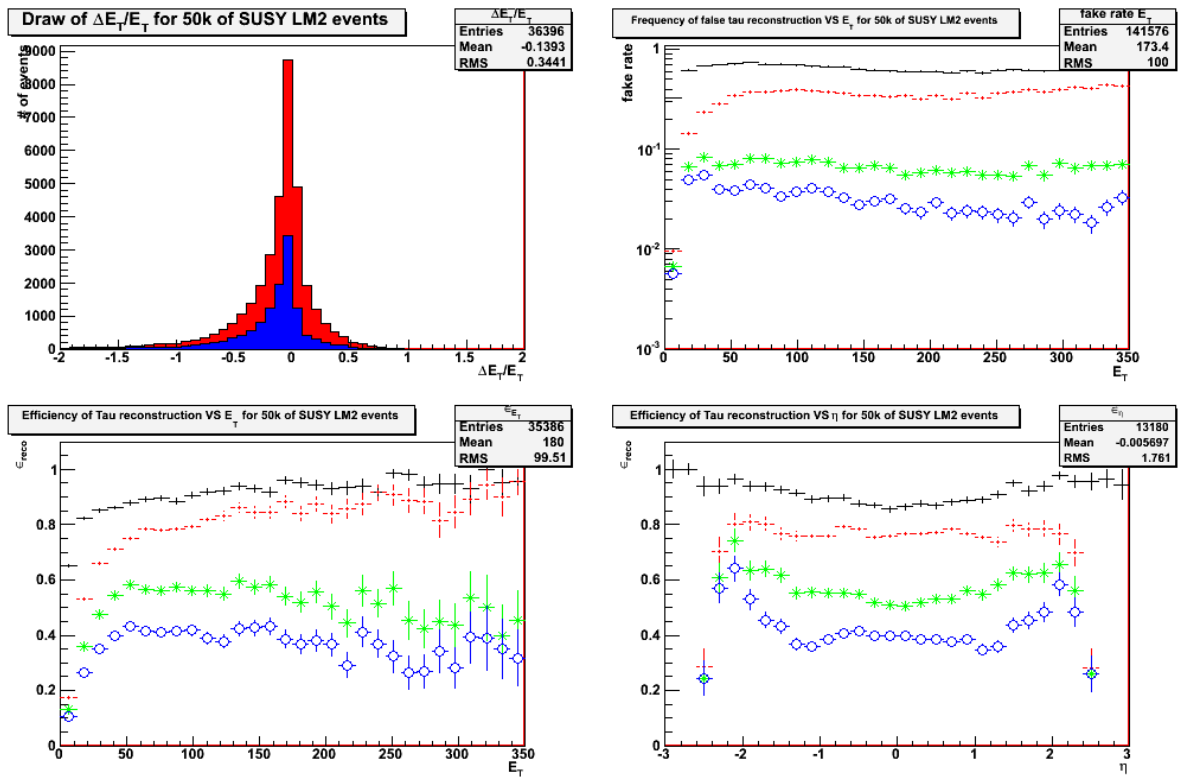 Draw of ΔE_T/E_T for 50k of SUSY LM2 events
ΔE_T/E_T
Entries 36396
Mean -0.1393
RMS 0.3441
# of events
9000
8000
7000
6000
5000
4000
3000
2000
1000
0
-2 -1.5 -1 -0.5 0 0.5 1 1.5 2
ΔE_T/E_T
Frequency of false tau reconstruction VS E_T for 50k of SUSY LM2 events
fake rate E_T
Entries 141576
Mean 173.4
RMS 100
fake rate
1
10^-1
10^-2
10^-3
0 50 100 150 200 250 300 350
E_T
Efficiency of Tau reconstruction VS E_T for 50k of SUSY LM2 events
∈_E_T
Entries 35386
Mean 180
RMS 99.51
∈_reco
1
0.8
0.6
0.4
0.2
0
0 50 100 150 200 250 300 350
E_T
Efficiency of Tau reconstruction VS η for 50k of SUSY LM2 events
∈_η
Entries 13180
Mean -0.005697
RMS 1.761
∈_reco
1
0.8
0.6
0.4
0.2
0
-3 -2 -1 0 1 2 3
η